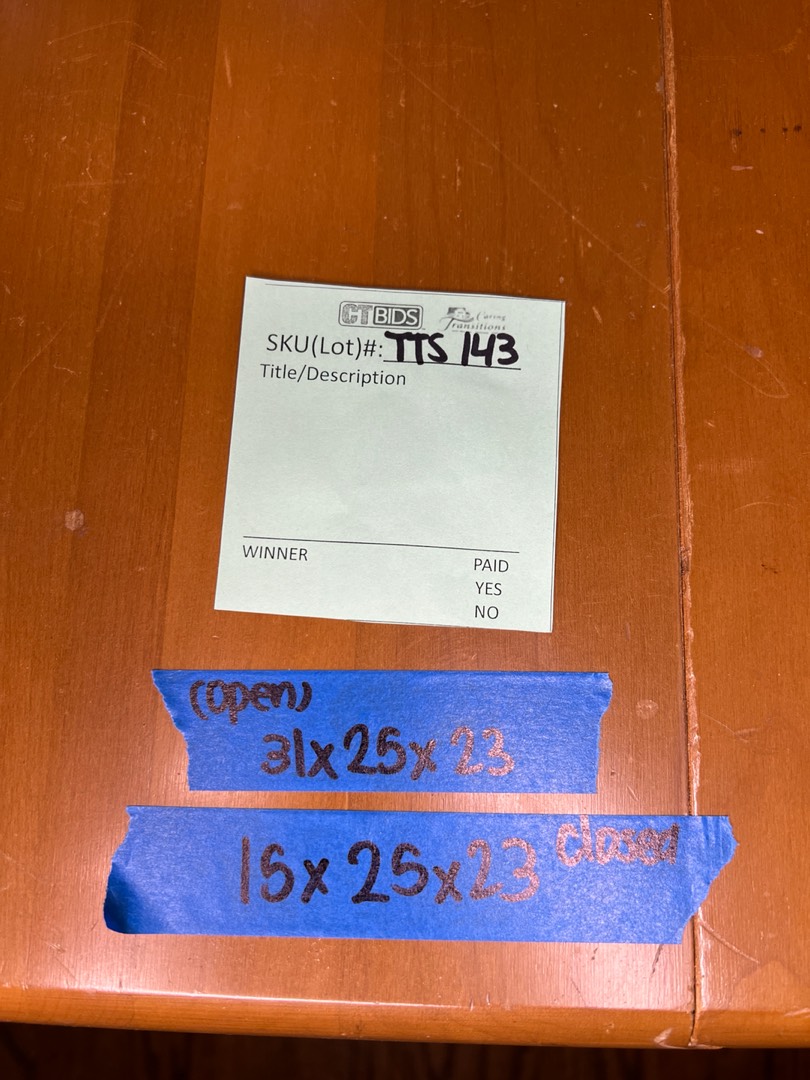 CTBIDS Caring Transitions
SKU(Lot)#: TTS 143
Title/Description
WINNER
PAID
YES
NO
(open)
31x25x23
15x25x23 closed